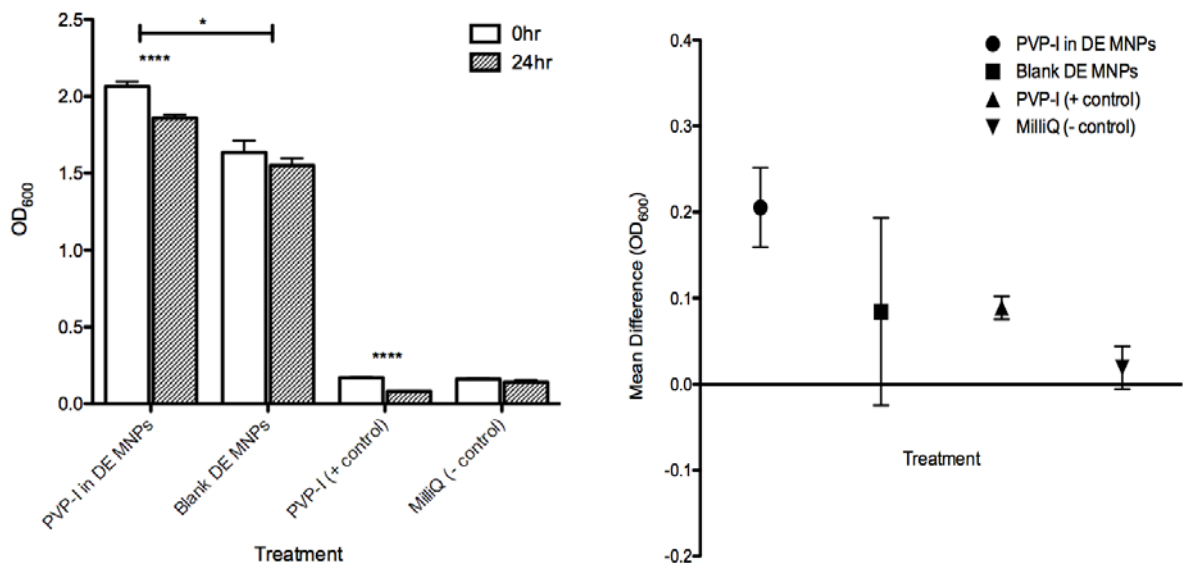 2.5
2.0
1.5
1.0
0.5
0.0
OD600
*
****
****
0hr
24hr
PVP-I in DE MNPs
Blank DE MNPs
PVP-I (+ control)
MilliQ (- control)
Treatment
0.4
0.3
0.2
0.1
0.0
-0.1
-0.2
Mean Difference (OD600)
PVP-I in DE MNPs
Blank DE MNPs
PVP-I (+ control)
MilliQ (- control)
Treatment